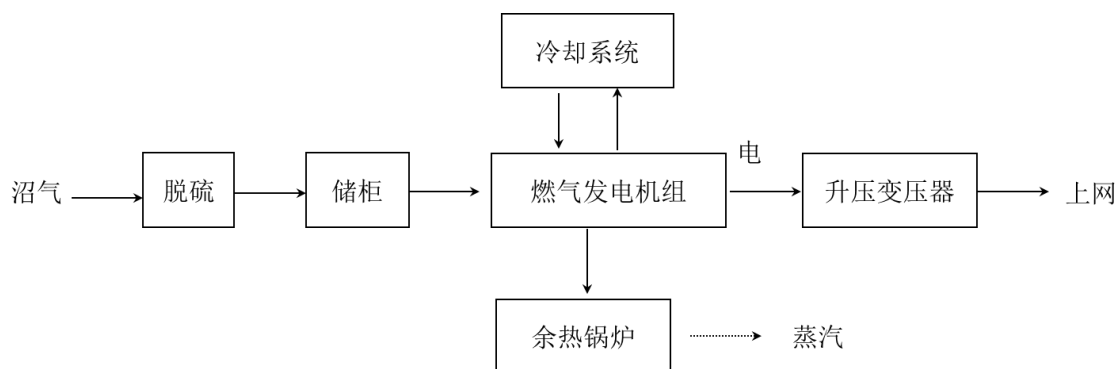 冷却系统
电
沼气
脱硫
储柜
燃气发电机组
升压变压器
上网
余热锅炉
蒸汽